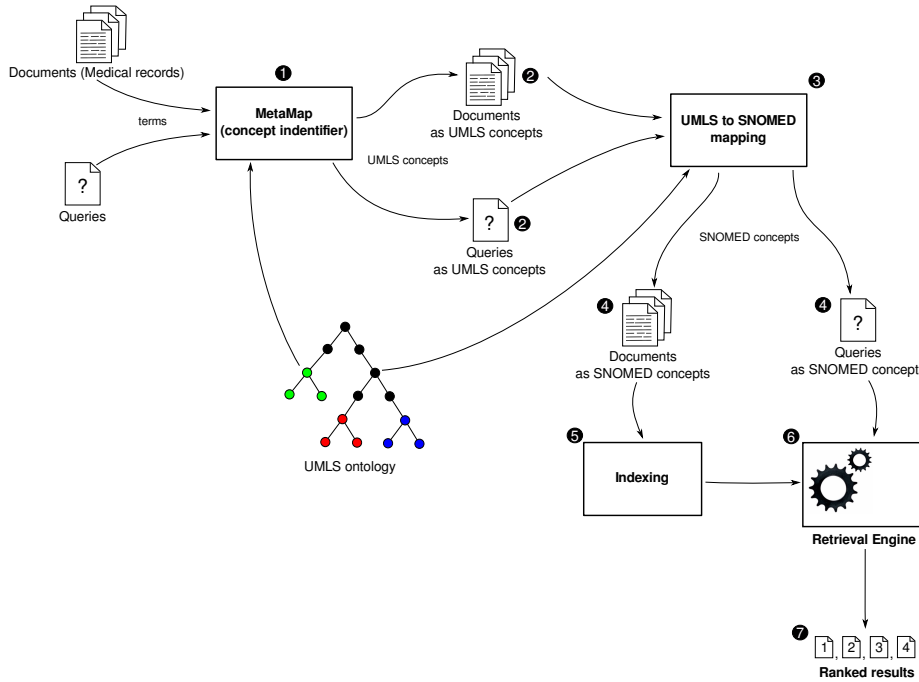 Documents (Medical records)
terms
?
Queries
1
MetaMap
(concept indentifier)
UMLS concepts
2
Documents
as UMLS concepts
?
2
Queries
as UMLS concepts
3
UMLS to SNOMED
mapping
SNOMED concepts
4
Documents
as SNOMED concepts
4
?
Queries
as SNOMED concept
UMLS ontology
5
Indexing
6
Retrieval Engine
7
1, 2, 3, 4
Ranked results